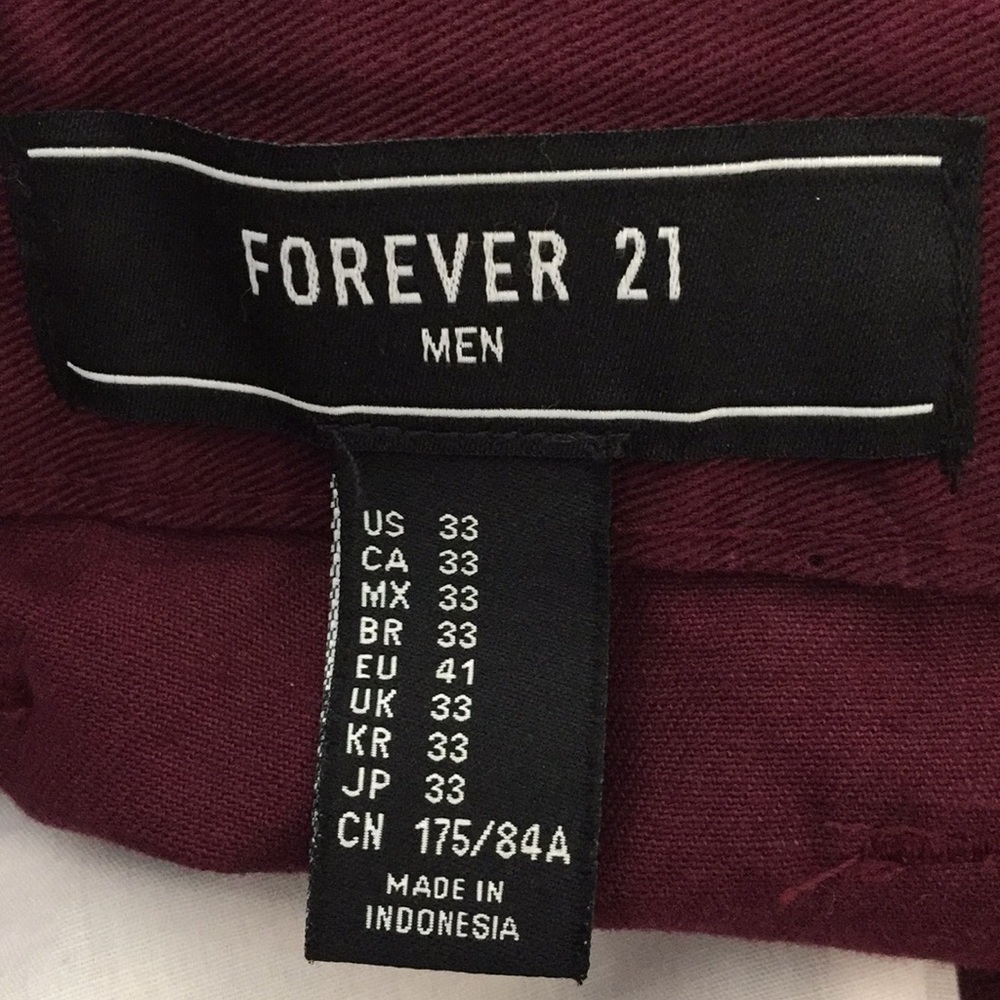 FOREVER 21
MEN
US 33
CA 33
MX 33
BR 33
EU 41
UK 33
KR 33
JP 33
CN 175/84A
MADE IN
INDONESIA